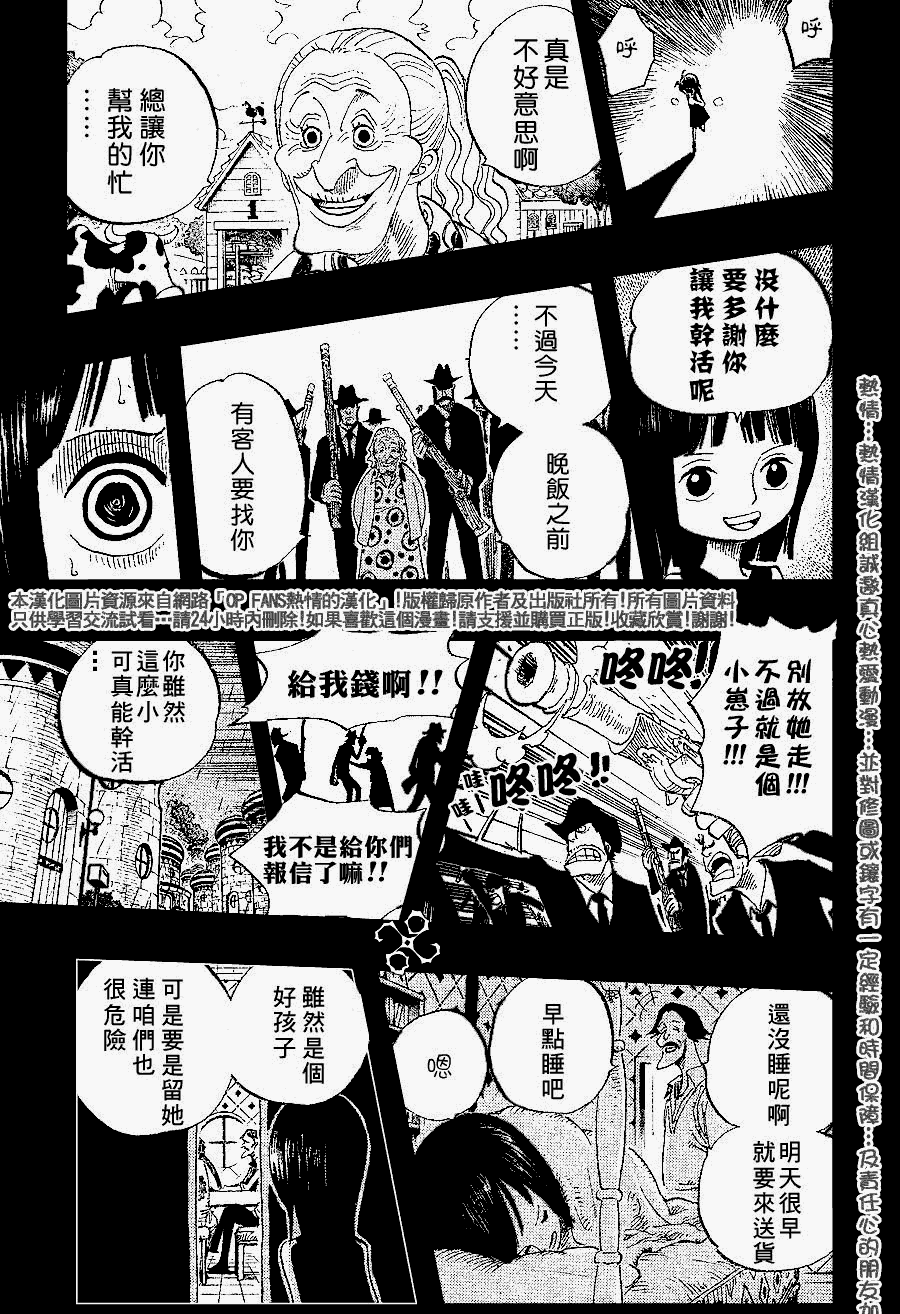 呼
呼
真是
不好意思啊
總讓你
幫我的忙
……
1
没什麼
要多謝你
讓我幹活呢
不過今天
……
晚飯之前
有客人要找你
本漢化圖片資源來自網路「OP FANS熱情的漢化」!版權歸原作者及出版社所有!所有圖片資料
只供學習交流試看…請24小時內刪除!如果喜歡這個漫畫!請支援並購買正版!收藏欣賞!謝謝!
別放她走!!!
不過就是個
小崽子!!!
咚咚!!
咚咚!!
哇!
哇
給我錢啊!!
我不是給你們
報信了嘛!!
你雖然
這麼小
可真能幹活
…
還沒睡呢啊
明天很早
就要來送貨
早點睡吧
嗯
雖然是個
好孩子
可是要是留她
連咱們也
很危險
熱情…熱情漢化組誠邀真心熱愛動漫…並對修圖或鑲字有一定經驗和時間保障…及責任心的朋友